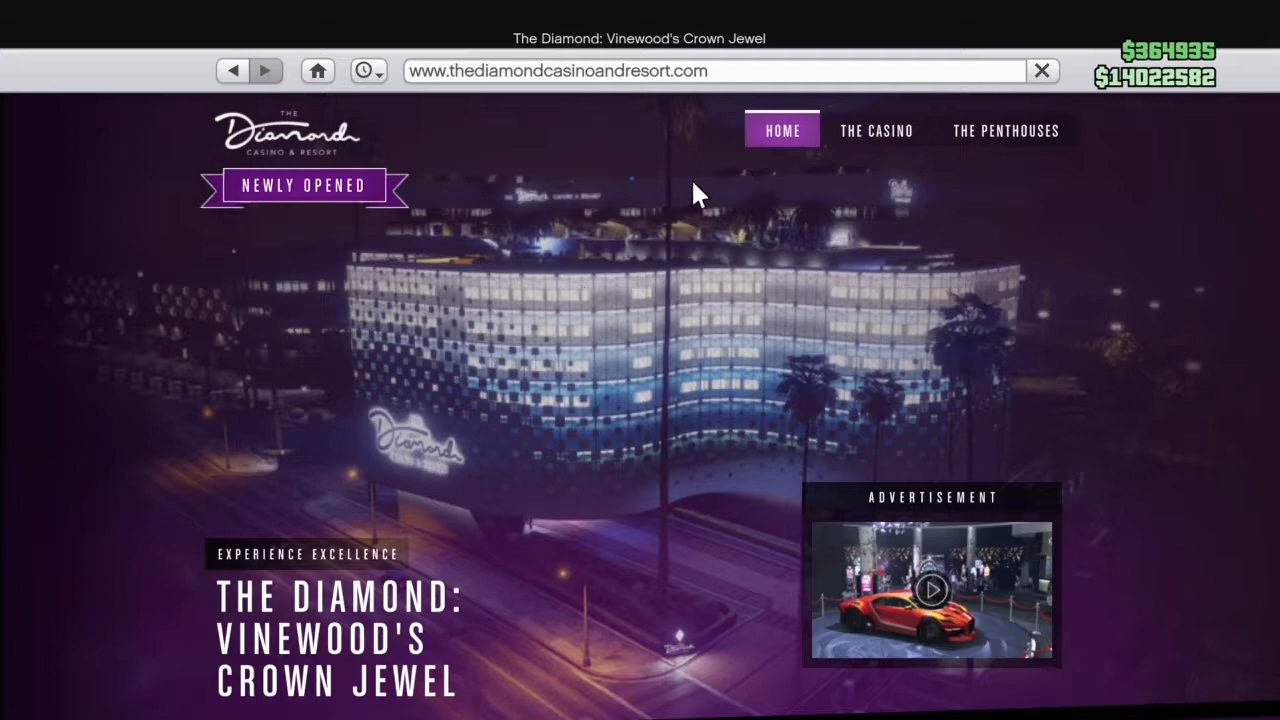 The Diamond: Vinewood's Crown Jewel
$364935
www.thediamondcasinoandresort.com
$14022582
THE
Diamond
CASINO & RESORT
HOME
THE CASINO
THE PENTHOUSES
NEWLY OPENED
Diamond
ADVERTISEMENT
EXPERIENCE EXCELLENCE
THE DIAMOND:
VINEWOOD'S
CROWN JEWEL